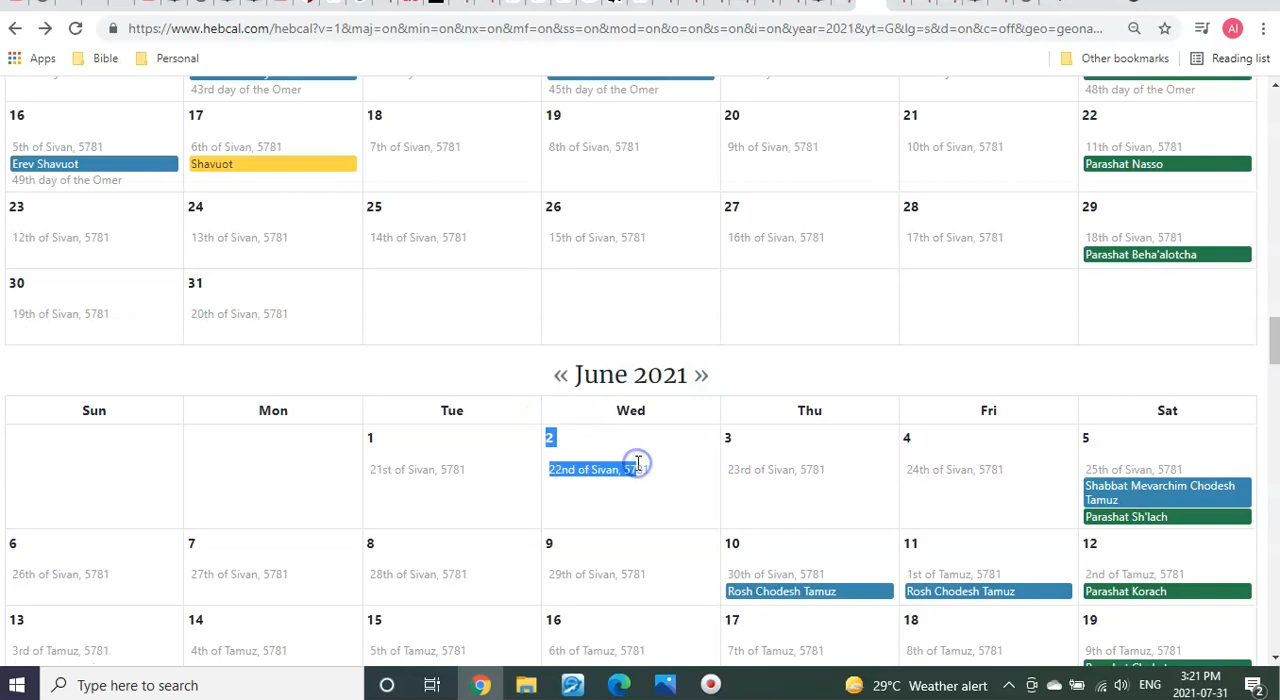 https://www.hebcal.com/hebcal?v=1&maj=on&min=on&nx=on&mf=on&ss=on&mod=on&o=on&s=on&i=on&year=2021&yt=G&lg=s&d=on&c=off&geo=geona...
AI
Apps Bible Personal Other bookmarks Reading list
43rd day of the Omer 45th day of the Omer 48th day of the Omer
16 17 18 19 20 21 22
5th of Sivan, 5781 6th of Sivan, 5781 7th of Sivan, 5781 8th of Sivan, 5781 9th of Sivan, 5781 10th of Sivan, 5781 11th of Sivan, 5781
Erev Shavuot Shavuot Parashat Nasso
49th day of the Omer
23 24 25 26 27 28 29
12th of Sivan, 5781 13th of Sivan, 5781 14th of Sivan, 5781 15th of Sivan, 5781 16th of Sivan, 5781 17th of Sivan, 5781 18th of Sivan, 5781
Parashat Beha'alotcha
30 31
19th of Sivan, 5781 20th of Sivan, 5781
« June 2021 »
Sun Mon Tue Wed Thu Fri Sat
1 2 3 4 5
21st of Sivan, 5781 22nd of Sivan, 5781 23rd of Sivan, 5781 24th of Sivan, 5781 25th of Sivan, 5781
Shabbat Mevarchim Chodesh
Tamuz
Parashat Sh'lach
6 7 8 9 10 11 12
26th of Sivan, 5781 27th of Sivan, 5781 28th of Sivan, 5781 29th of Sivan, 5781 30th of Sivan, 5781 1st of Tamuz, 5781 2nd of Tamuz, 5781
Rosh Chodesh Tamuz Rosh Chodesh Tamuz Parashat Korach
13 14 15 16 17 18 19
3rd of Tamuz, 5781 4th of Tamuz, 5781 5th of Tamuz, 5781 6th of Tamuz, 5781 7th of Tamuz, 5781 8th of Tamuz, 5781 9th of Tamuz, 5781
Type here to search 29°C Weather alert ENG 3:21 PM
2021-07-31
2